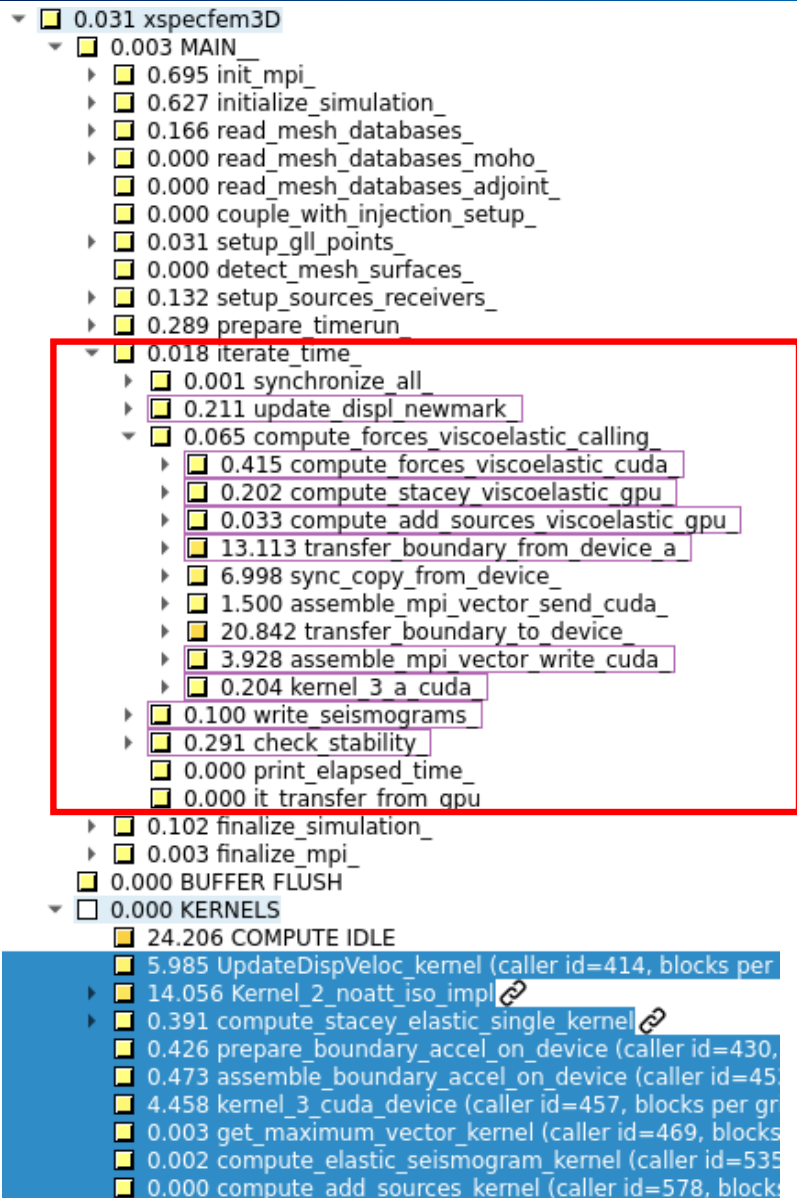 0.031 xspecfem3D
0.003 MAIN__
0.695 init_mpi_
0.627 initialize_simulation_
0.166 read_mesh_databases_
0.000 read_mesh_databases_moho_
0.000 read_mesh_databases_adjoint_
0.000 couple_with_injection_setup_
0.031 setup_gll_points_
0.000 detect_mesh_surfaces_
0.132 setup_sources_receivers_
0.289 prepare_timerun_
0.018 iterate_time_
0.001 synchronize_all_
0.211 update_displ_newmark_
0.065 compute_forces_viscoelastic_calling_
0.415 compute_forces_viscoelastic_cuda_
0.202 compute_stacey_viscoelastic_gpu_
0.033 compute_add_sources_viscoelastic_gpu_
13.113 transfer_boundary_from_device_a_
6.998 sync_copy_from_device_
1.500 assemble_mpi_vector_send_cuda_
20.842 transfer_boundary_to_device_
3.928 assemble_mpi_vector_write_cuda_
0.204 kernel_3_a_cuda_
0.100 write_seismograms_
0.291 check_stability_
0.000 print_elapsed_time_
0.000 it_transfer_from_gpu
0.102 finalize_simulation_
0.003 finalize_mpi_
0.000 BUFFER FLUSH
0.000 KERNELS
24.206 COMPUTE IDLE
5.985 UpdateDispVeloc_kernel (caller id=414, blocks per
14.056 Kernel_2_noatt_iso_impl
0.391 compute_stacey_elastic_single_kernel
0.426 prepare_boundary_accel_on_device (caller id=430,
0.473 assemble_boundary_accel_on_device (caller id=45
4.458 kernel_3_cuda_device (caller id=457, blocks per gr
0.003 get_maximum_vector_kernel (caller id=469, blocks
0.002 compute_elastic_seismogram_kernel (caller id=535
0.000 compute_add_sources_kernel (caller id=578, block